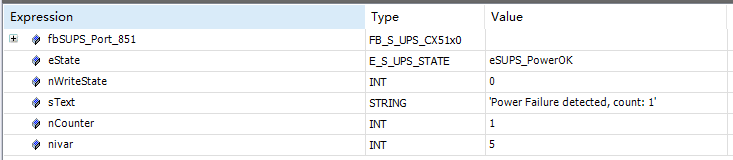 Expression Type Value
fbSUPS_Port_851 FB_S_UPS_CX51x0
eState E_S_UPS_STATE eSUPS_PowerOK
nWriteState INT 0
sText STRING 'Power Failure detected, count: 1'
nCounter INT 1
nivar INT 5